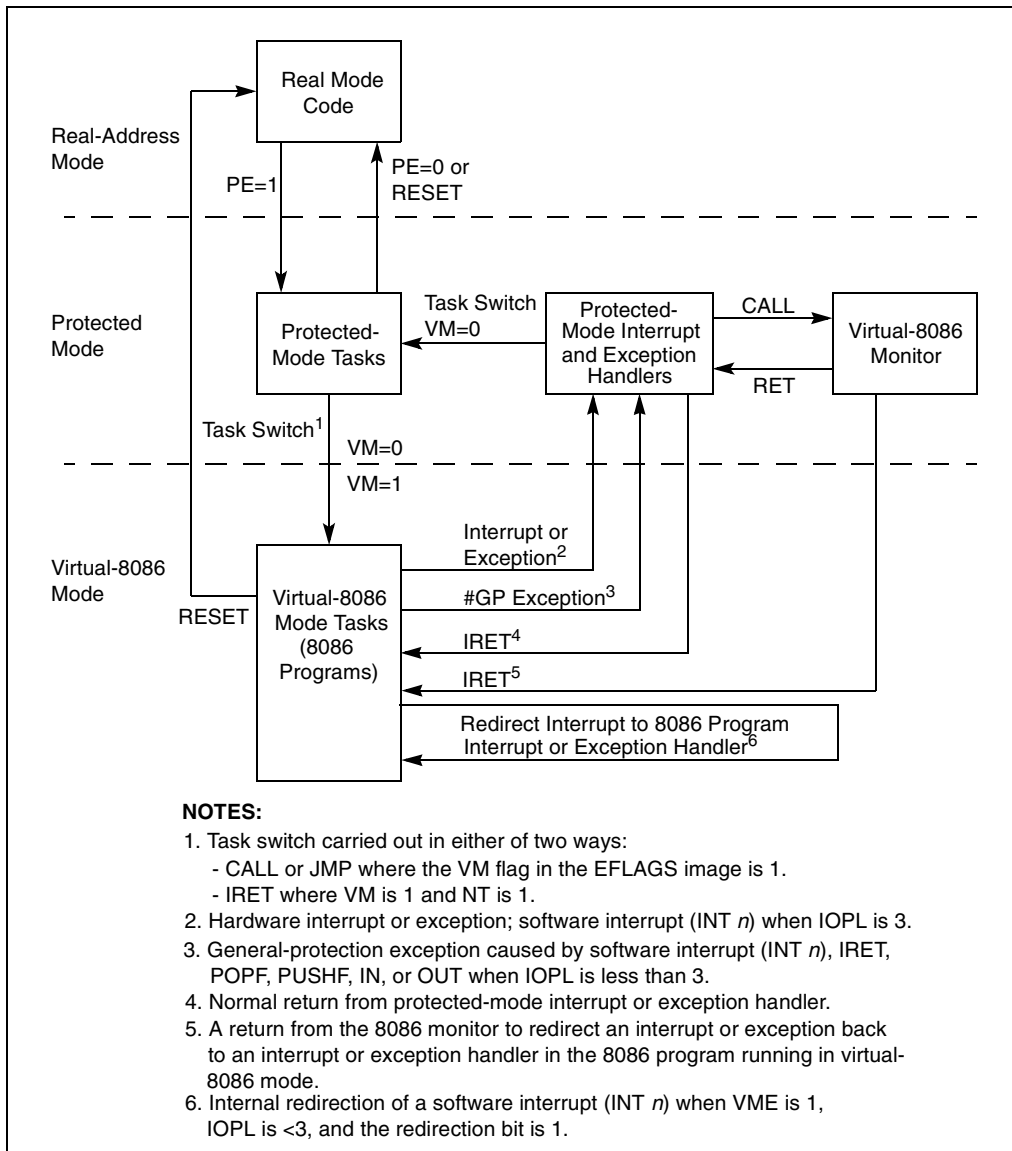 Real Mode
Code
Real-Address
Mode
PE=1
PE=0 or
RESET
Protected
Mode
Protected-
Mode Tasks
Task Switch
VM=0
Protected-
Mode Interrupt
and Exception
Handlers
CALL
RET
Virtual-8086
Monitor
Task Switch¹
VM=0
VM=1
Virtual-8086
Mode
RESET
Virtual-8086
Mode Tasks
(8086
Programs)
Interrupt or
Exception²
#GP Exception³
IRET⁴
IRET⁵
Redirect Interrupt to 8086 Program
Interrupt or Exception Handler⁶
NOTES:
1. Task switch carried out in either of two ways:
- CALL or JMP where the VM flag in the EFLAGS image is 1.
- IRET where VM is 1 and NT is 1.
2. Hardware interrupt or exception; software interrupt (INT n) when IOPL is 3.
3. General-protection exception caused by software interrupt (INT n), IRET,
POPF, PUSHF, IN, or OUT when IOPL is less than 3.
4. Normal return from protected-mode interrupt or exception handler.
5. A return from the 8086 monitor to redirect an interrupt or exception back
to an interrupt or exception handler in the 8086 program running in virtual-
8086 mode.
6. Internal redirection of a software interrupt (INT n) when VME is 1,
IOPL is <3, and the redirection bit is 1.